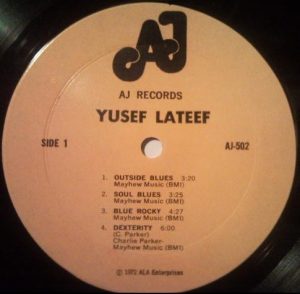 AJ
AJ RECORDS
YUSEF LATEEF
SIDE 1
AJ-502
1. OUTSIDE BLUES 3:20
Mayhew Music (BMI)
2. SOUL BLUES 3:25
Mayhew Music (BMI)
3. BLUE ROCKY 4:27
Mayhew Music (BMI)
4. DEXTERITY 6:00
(C. Parker)
Charlie Parker-
Mayhew Music (BMI)
© 1972 ALA Enterprises